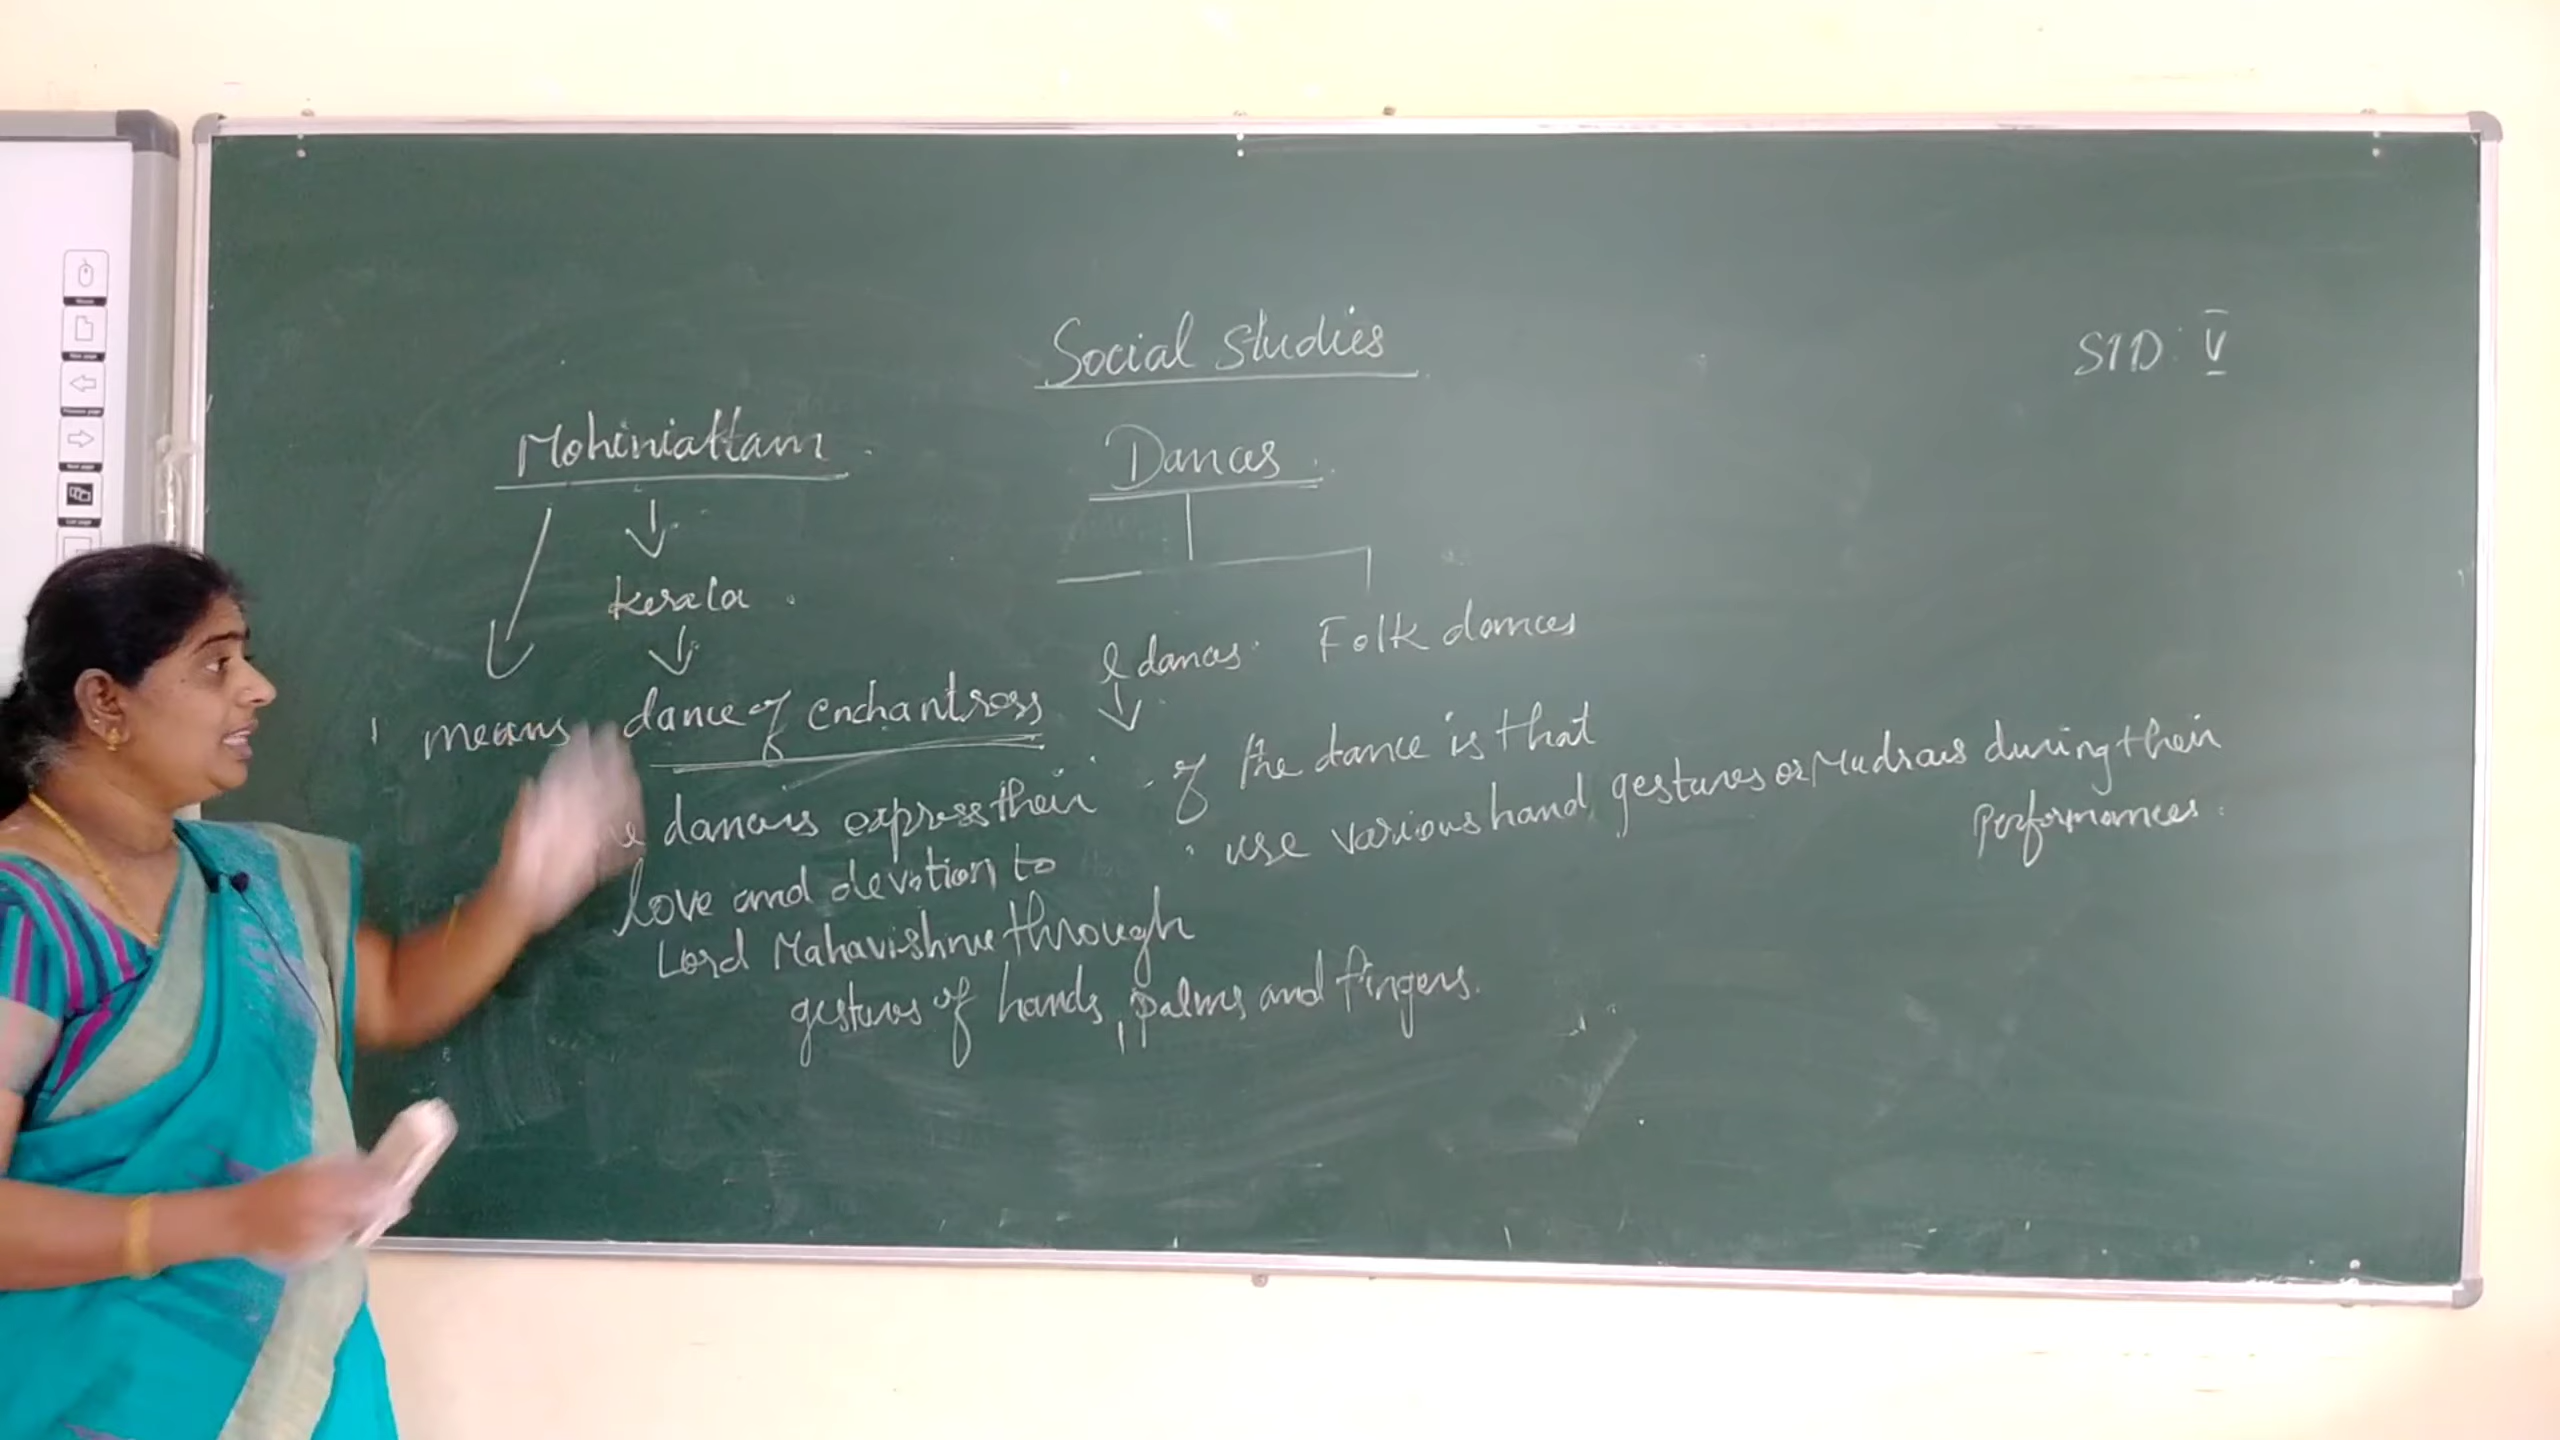 Social Studies
STD: V
Mohiniattam
Dances
Kerala
dances. Folk dances
means dance of enchantress
of the dance is that
dancers express their
use various hand gestures or Mudras during their
performances.
love and devotion to
Lord Mahavishnu through
gestures of hands, palms and fingers.